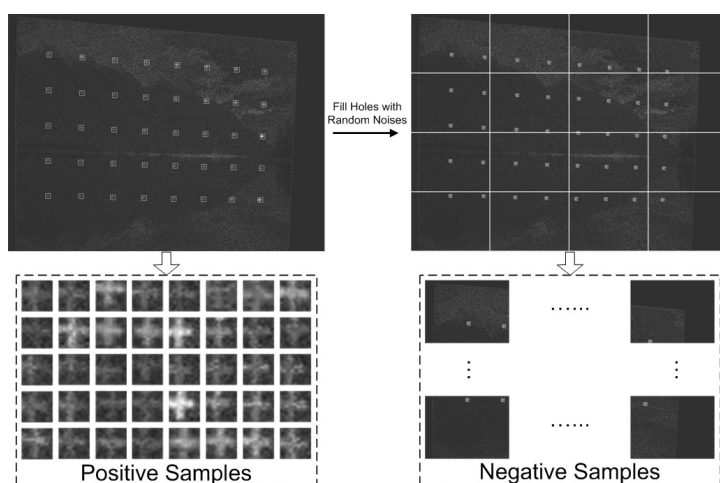 Fill Holes with
Random Noises
Positive Samples
Negative Samples